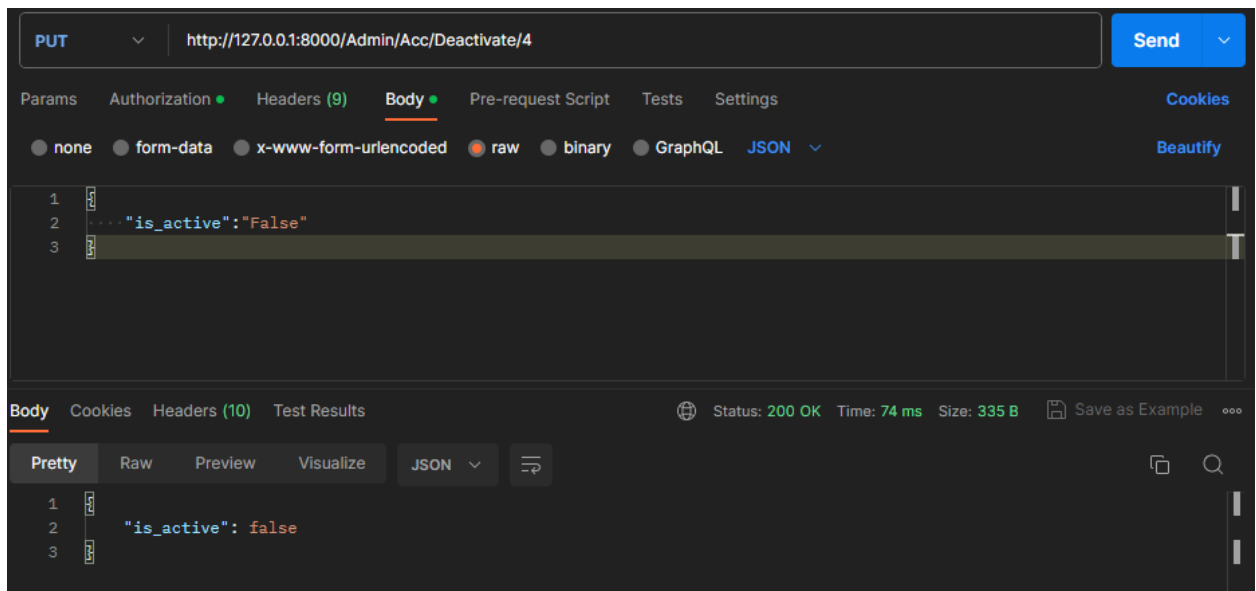 PUT http://127.0.0.1:8000/Admin/Acc/Deactivate/4 Send
Params Authorization Headers (9) Body Pre-request Script Tests Settings Cookies
none form-data x-www-form-urlencoded raw binary GraphQL JSON Beautify
1 {
2 ····"is_active":"False"
3 }
Body Cookies Headers (10) Test Results Status: 200 OK Time: 74 ms Size: 335 B Save as Example
Pretty Raw Preview Visualize JSON
1 {
2 "is_active": false
3 }